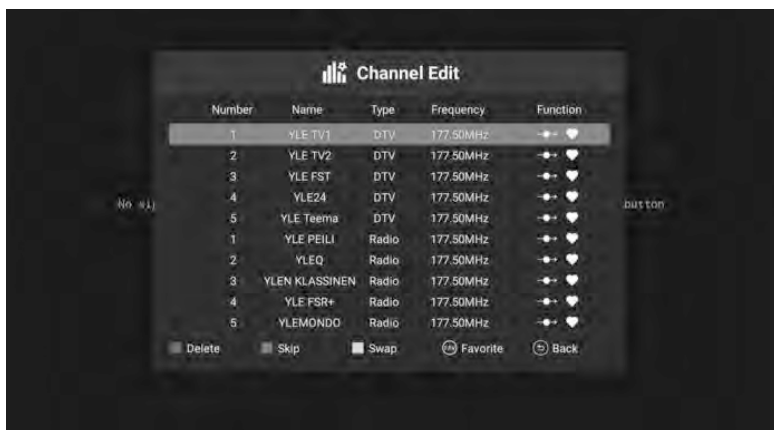 Channel Edit
Number Name Type Frequency Function
1 YLE TV1 DTV 177.50MHz
2 YLE TV2 DTV 177.50MHz
3 YLE FST DTV 177.50MHz
4 YLE24 DTV 177.50MHz
No sig button
5 YLE Teema DTV 177.50MHz
1 YLE PEILI Radio 177.50MHz
2 YLEQ Radio 177.50MHz
3 YLEN KLASSINEN Radio 177.50MHz
4 YLE FSR+ Radio 177.50MHz
5 YLEMONDO Radio 177.50MHz
Delete Skip Swap Favorite Back